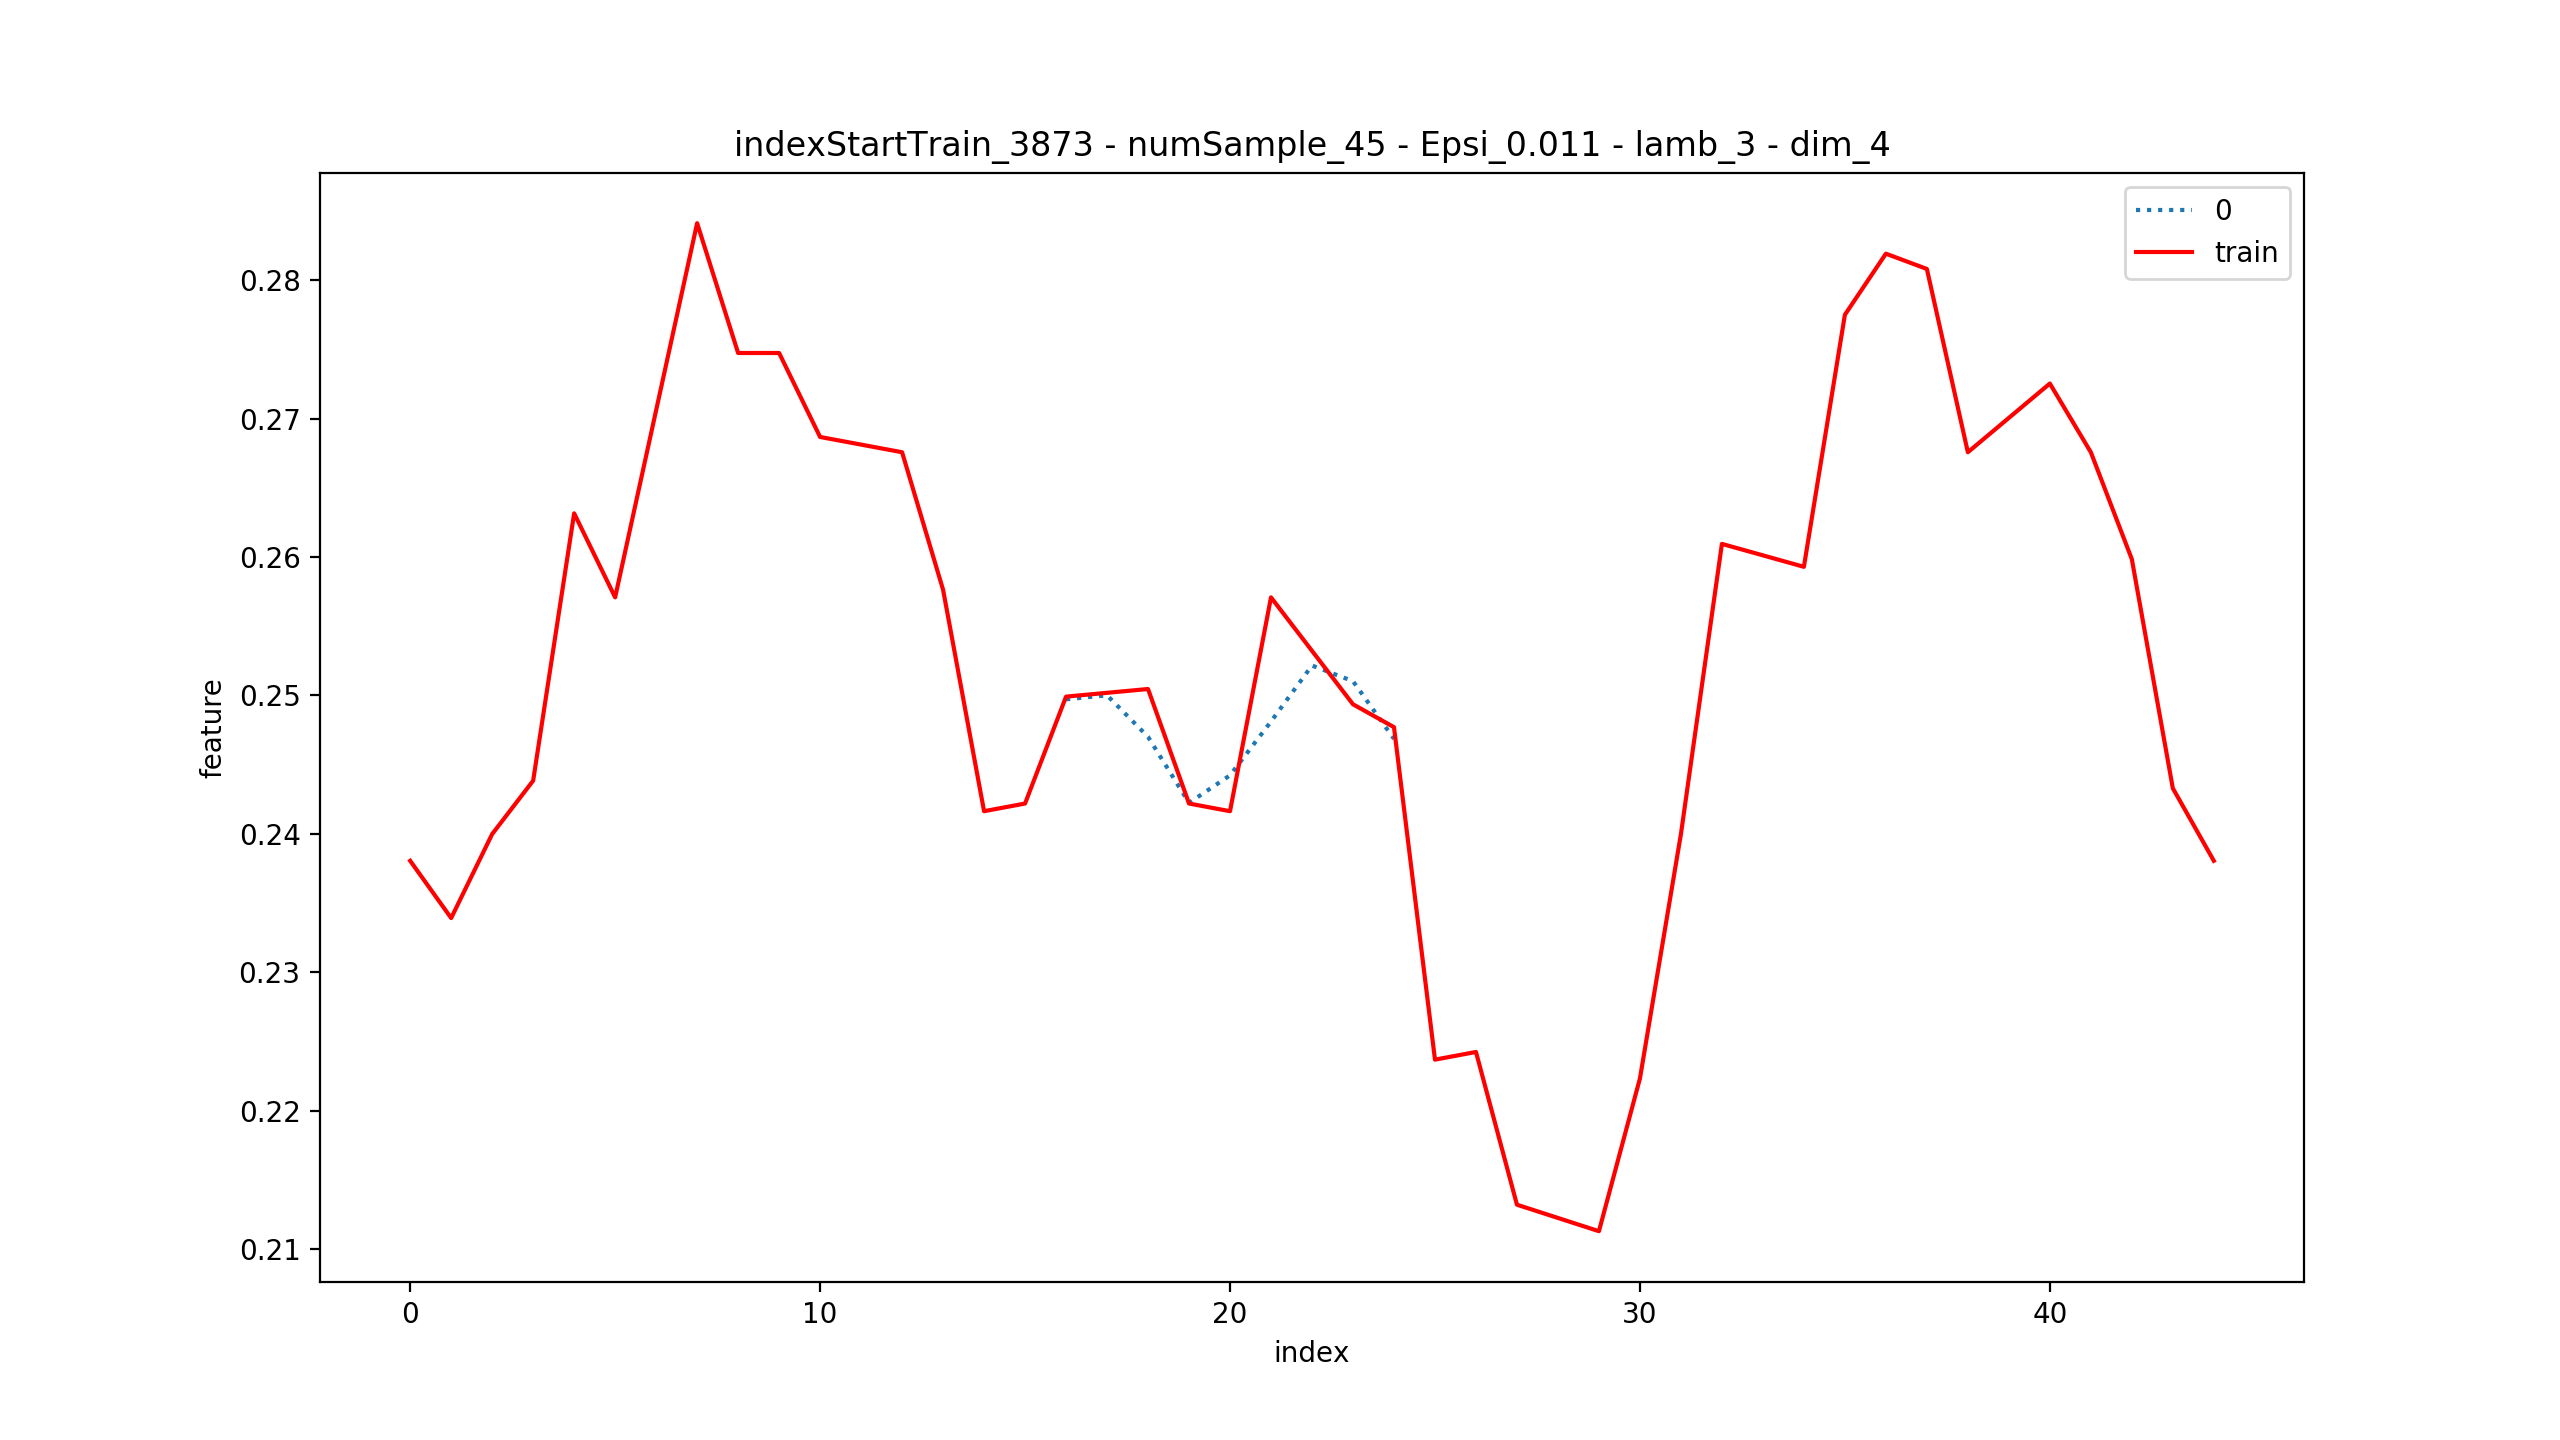 indexStartTrain_3873 - numSample_45 - Epsi_0.011 - lamb_3 - dim_4
0
train
0.28
0.27
0.26
0.25
0.24
0.23
0.22
0.21
feature
0 10 20 30 40
index